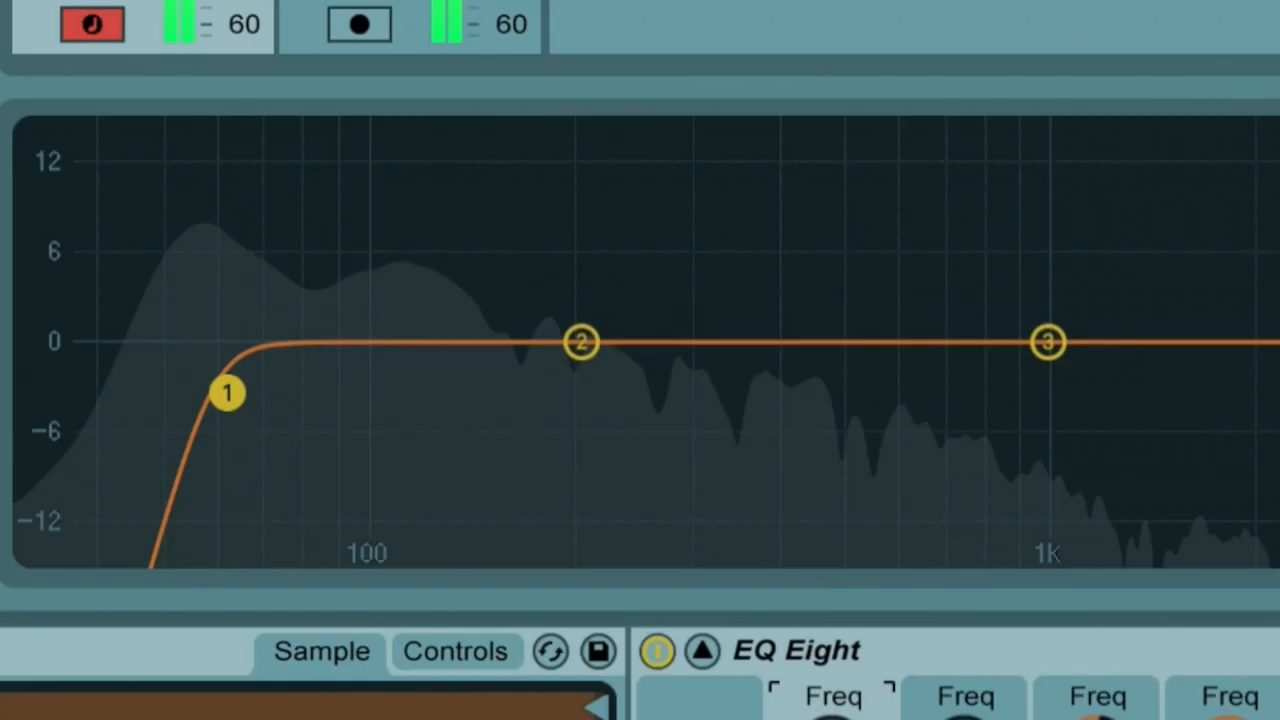 60 60
12
6
0
2 3
1
−6
−12
100 1k
Sample Controls EQ Eight
Freq Freq Freq Freq